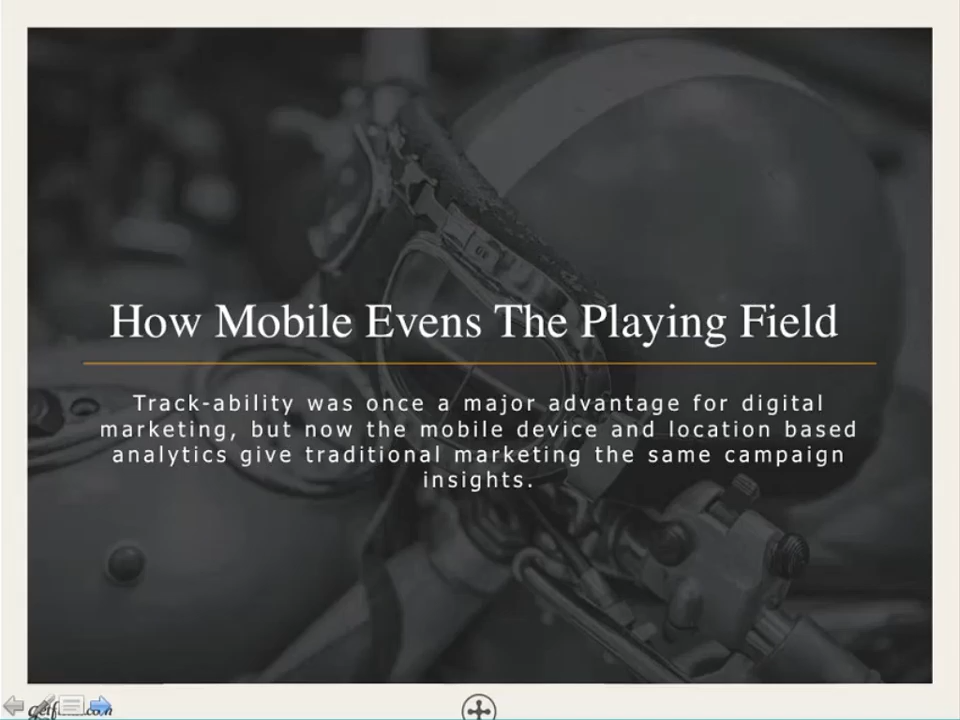 How Mobile Evens The Playing Field
Track-ability was once a major advantage for digital
marketing, but now the mobile device and location based
analytics give traditional marketing the same campaign
insights.